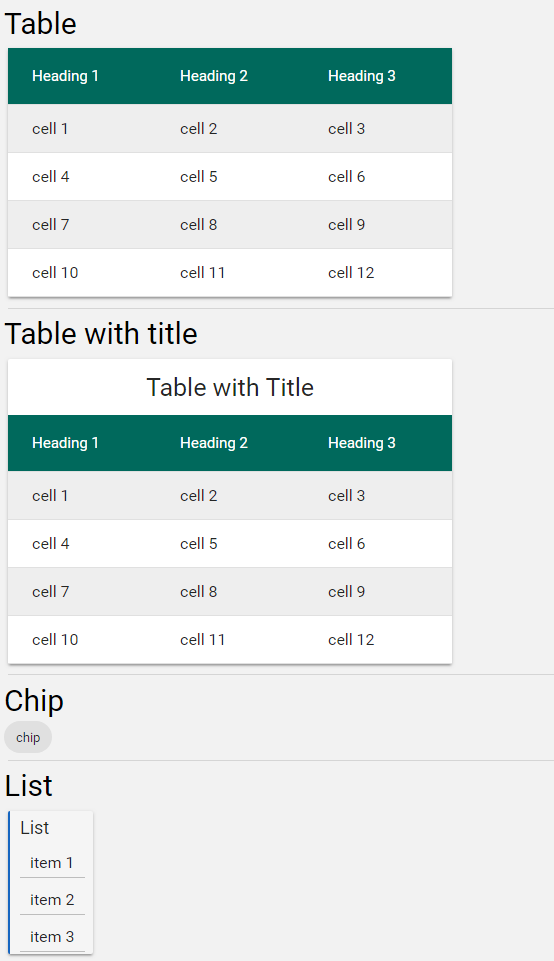 Table
Heading 1 Heading 2 Heading 3
cell 1 cell 2 cell 3
cell 4 cell 5 cell 6
cell 7 cell 8 cell 9
cell 10 cell 11 cell 12
Table with title
Table with Title
Heading 1 Heading 2 Heading 3
cell 1 cell 2 cell 3
cell 4 cell 5 cell 6
cell 7 cell 8 cell 9
cell 10 cell 11 cell 12
Chip
chip
List
List
item 1
item 2
item 3